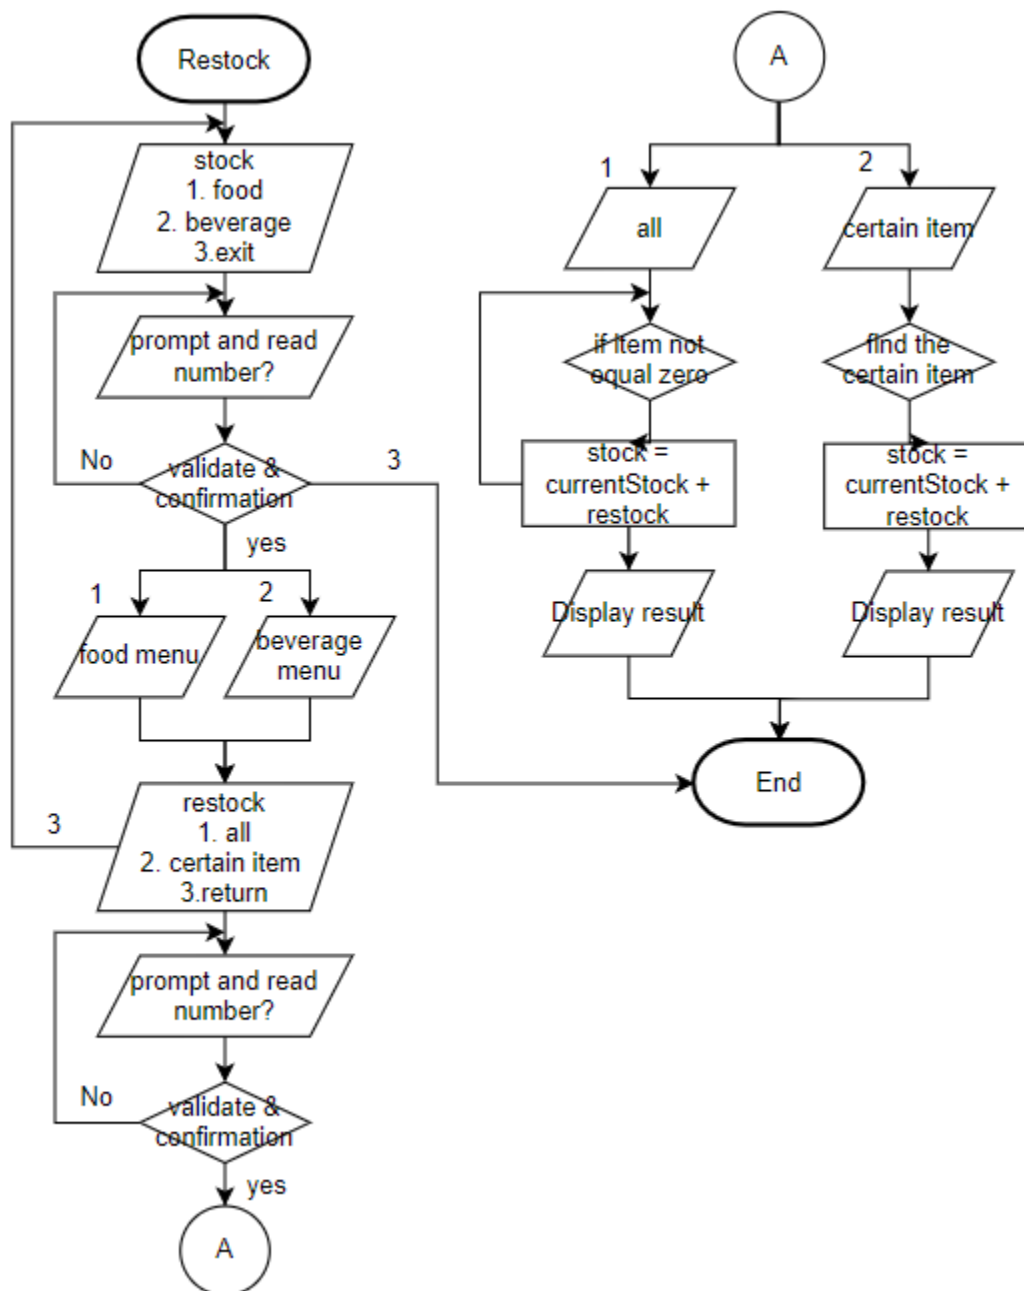 Restock
stock
1. food
2. beverage
3.exit
prompt and read
number?
No
validate &
confirmation
3
yes
1
2
food menu
beverage
menu
3
restock
1. all
2. certain item
3.return
prompt and read
number?
No
validate &
confirmation
yes
A
A
1
2
all
certain item
if item not
equal zero
find the
certain item
stock =
currentStock +
restock
stock =
currentStock +
restock
Display result
Display result
End